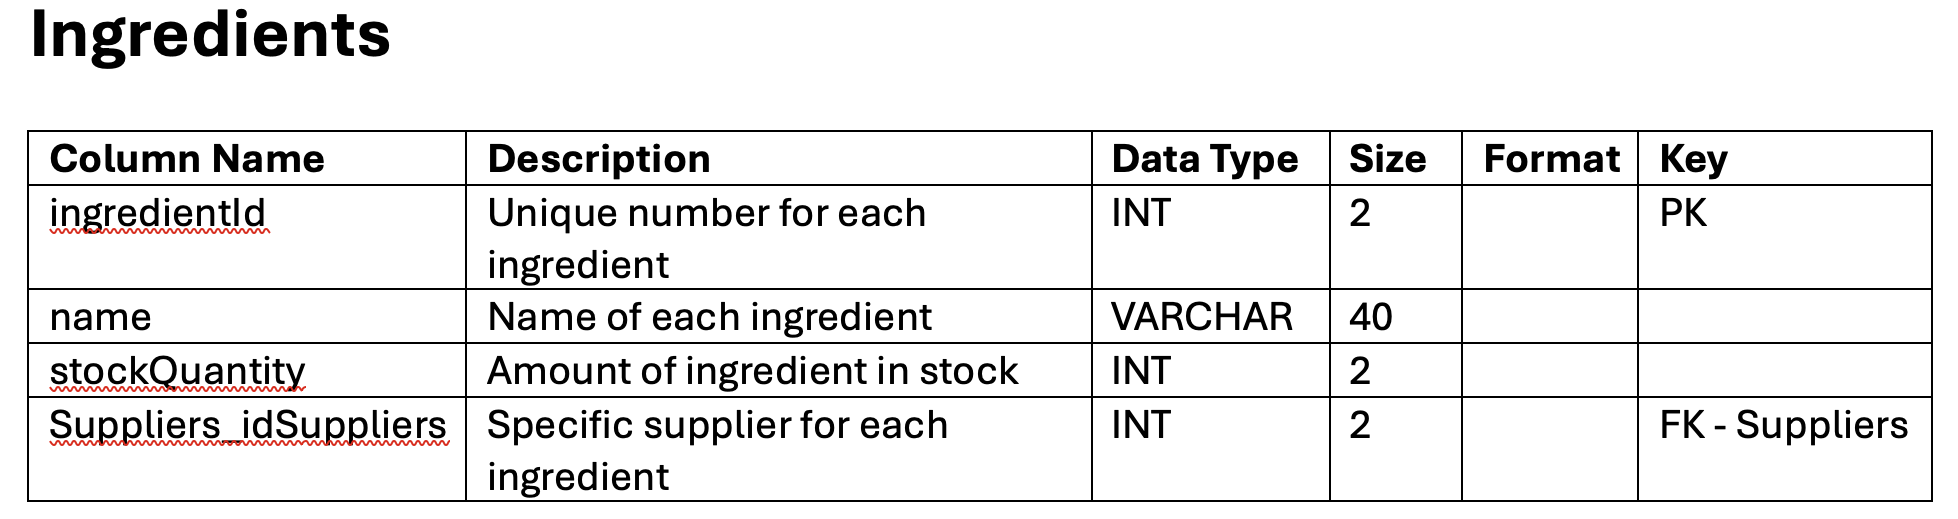 Ingredients
Column Name Description Data Type Size Format Key
ingredientId Unique number for each INT 2 PK
ingredient
name Name of each ingredient VARCHAR 40
stockQuantity Amount of ingredient in stock INT 2
Suppliers_idSuppliers Specific supplier for each INT 2 FK - Suppliers
ingredient